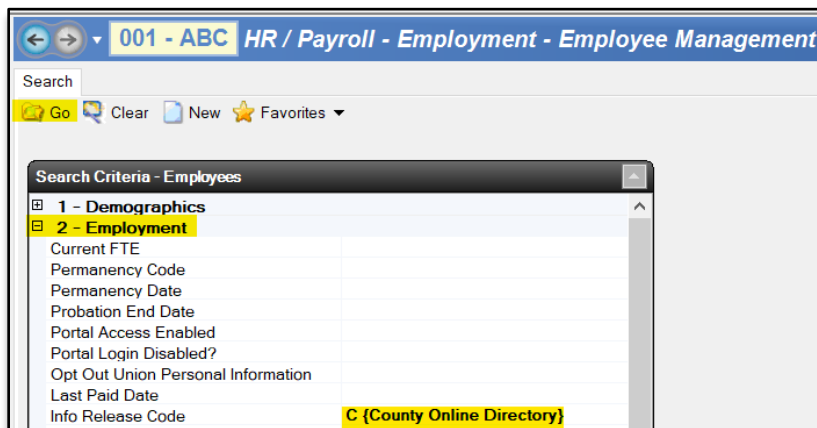 001 - ABC HR / Payroll - Employment - Employee Management
Search
Go Clear New Favorites
Search Criteria - Employees
1 - Demographics
2 - Employment
Current FTE
Permanency Code
Permanency Date
Probation End Date
Portal Access Enabled
Portal Login Disabled?
Opt Out Union Personal Information
Last Paid Date
Info Release Code C {County Online Directory}